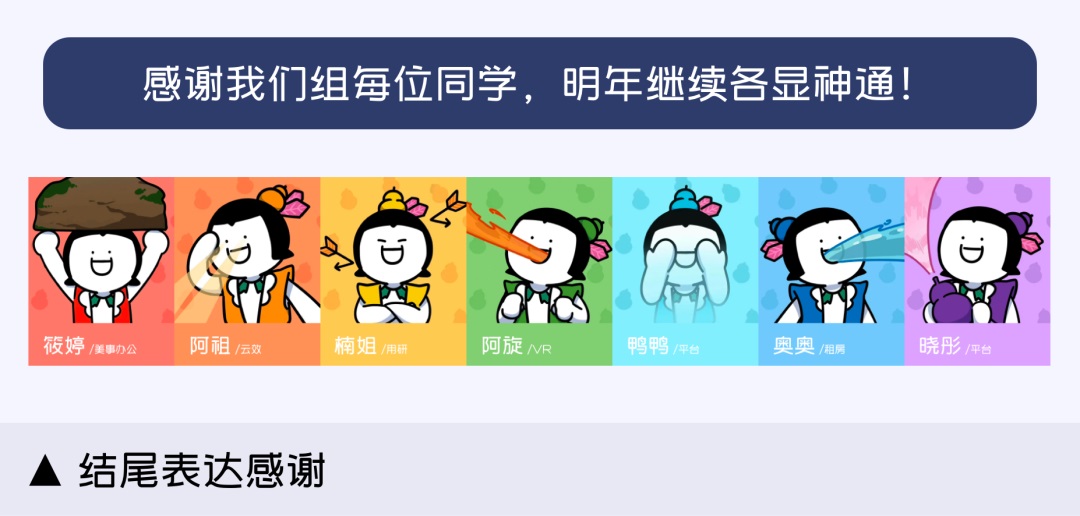 感谢我们组每位同学，明年继续各显神通！
筱婷 /美事办公
阿祖 /云效
楠姐 /用研
阿旋 /VR
鸭鸭 /平台
奥奥 /租房
晓彤 /平台
▲ 结尾表达感谢